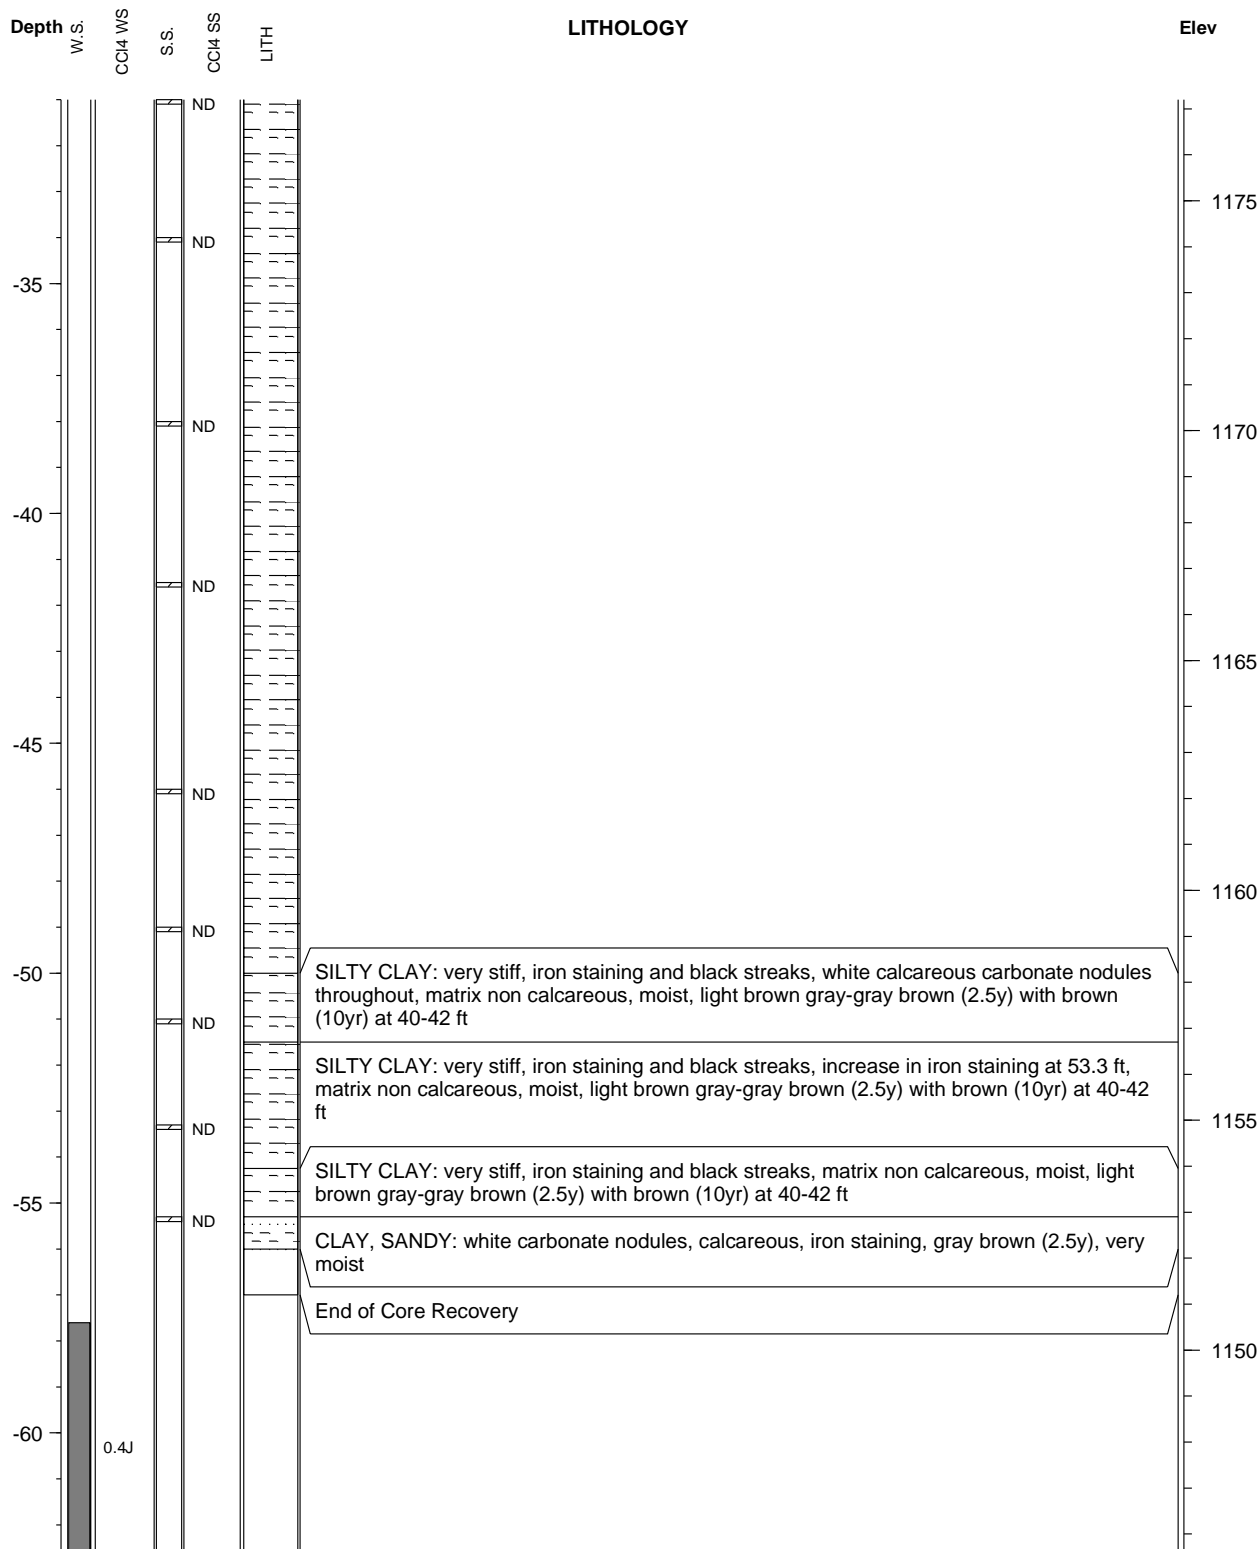 Depth W.S. CCl4 WS S.S. CCl4 SS LITH LITHOLOGY Elev
ND
1175
ND
-35
ND
1170
-40
ND
1165
-45
ND
1160
ND
-50
SILTY CLAY: very stiff, iron staining and black streaks, white calcareous carbonate nodules
throughout, matrix non calcareous, moist, light brown gray-gray brown (2.5y) with brown
(10yr) at 40-42 ft
ND
SILTY CLAY: very stiff, iron staining and black streaks, increase in iron staining at 53.3 ft,
matrix non calcareous, moist, light brown gray-gray brown (2.5y) with brown (10yr) at 40-42
ft
1155
ND
SILTY CLAY: very stiff, iron staining and black streaks, matrix non calcareous, moist, light
brown gray-gray brown (2.5y) with brown (10yr) at 40-42 ft
-55
ND
CLAY, SANDY: white carbonate nodules, calcareous, iron staining, gray brown (2.5y), very
moist
End of Core Recovery
1150
-60
0.4J